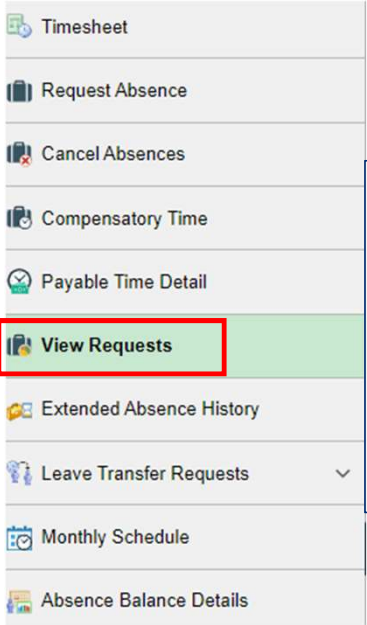 Timesheet
Request Absence
Cancel Absences
Compensatory Time
Payable Time Detail
View Requests
Extended Absence History
Leave Transfer Requests
Monthly Schedule
Absence Balance Details